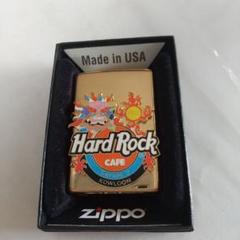 Made in USA
Hard Rock
CAFE
KOWLOON
zippo